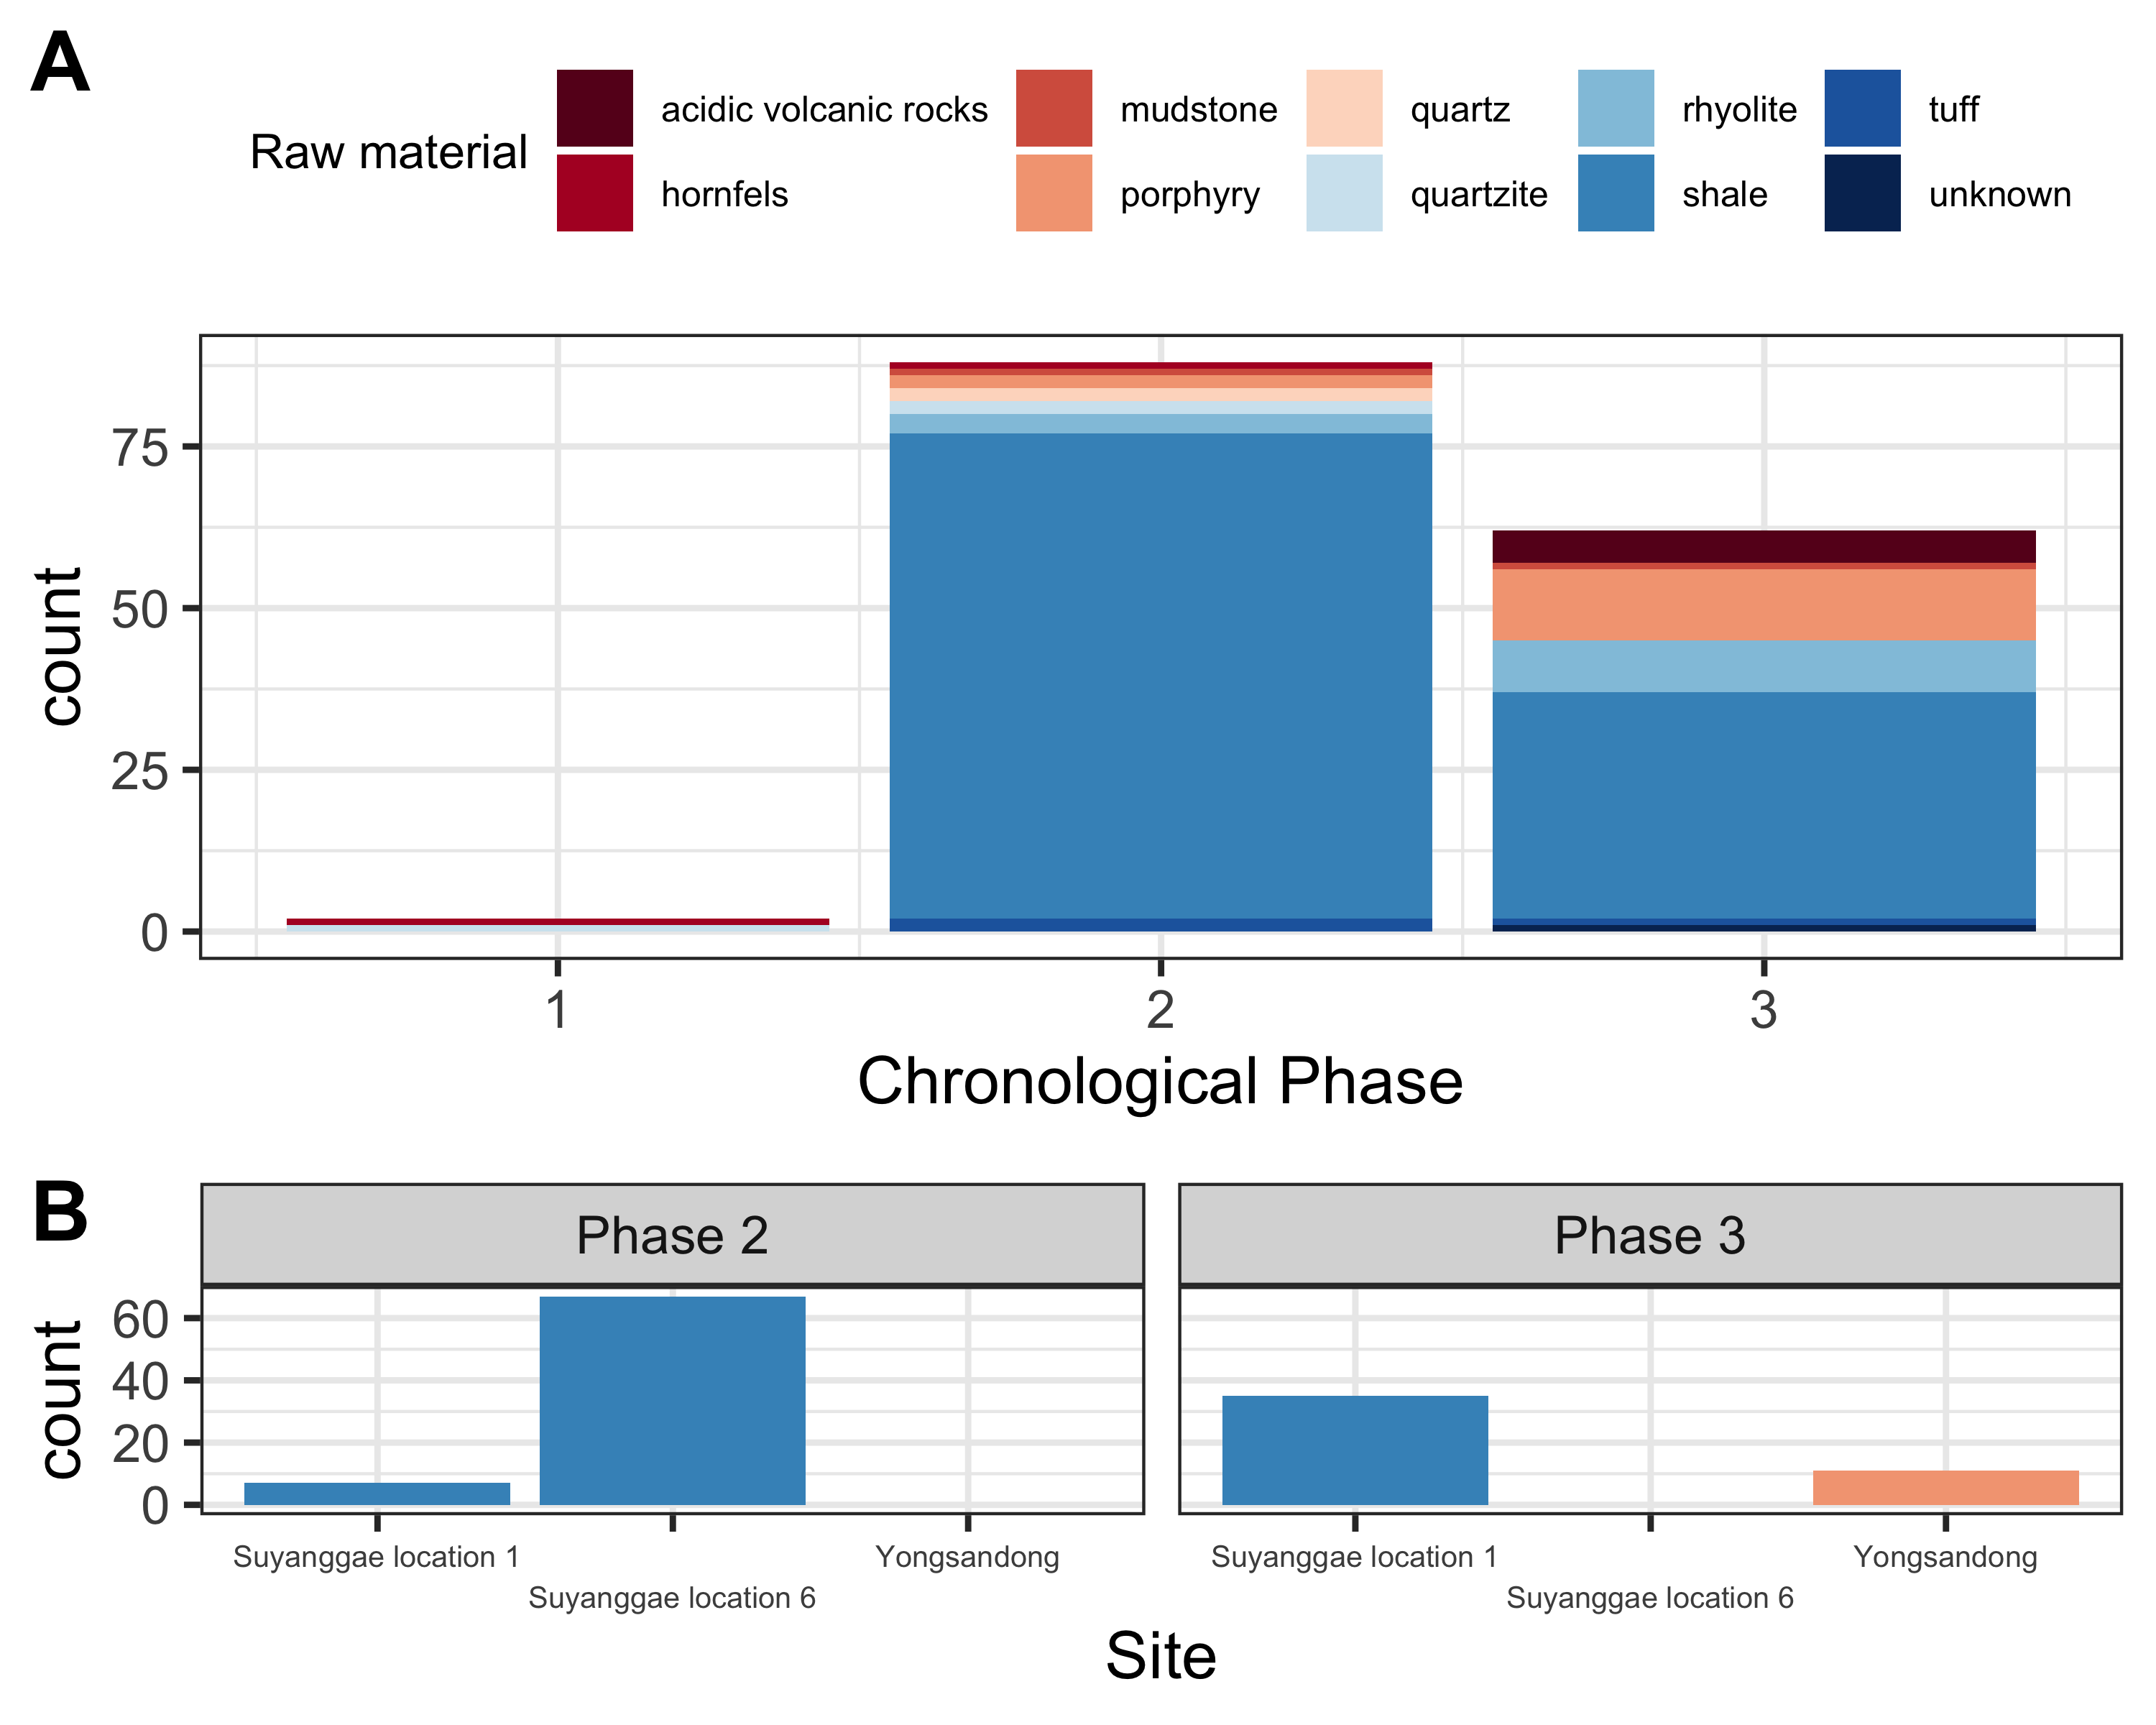 A
Raw material
acidic volcanic rocks mudstone quartz rhyolite tuff
hornfels porphyry quartzite shale unknown
count
75
50
25
0
1 2 3
Chronological Phase
B
Phase 2 Phase 3
count
60
40
20
0
Suyanggae location 1 Yongsandong Suyanggae location 1 Yongsandong
Suyanggae location 6 Suyanggae location 6
Site